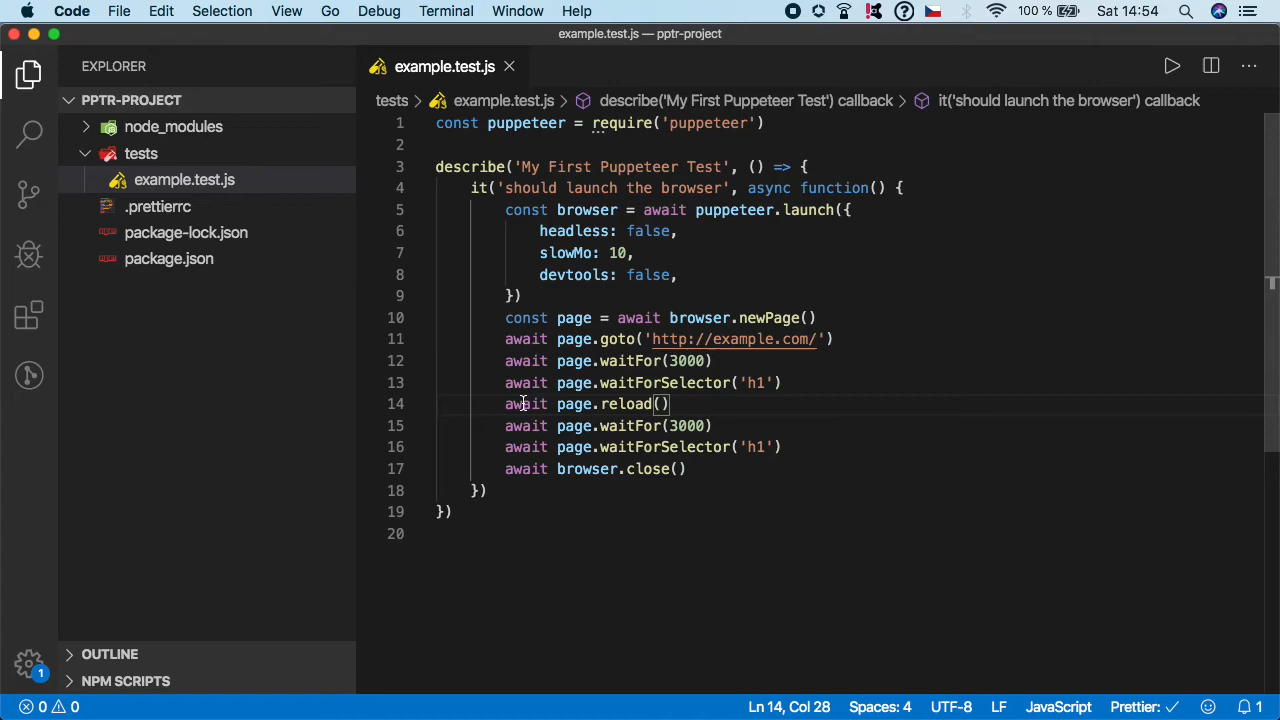 Code File Edit Selection View Go Debug Terminal Window Help 100 % Sat 14:54
example.test.js — pptr-project
EXPLORER
example.test.js
PPTR-PROJECT
tests example.test.js describe('My First Puppeteer Test') callback it('should launch the browser') callback
node_modules
tests
example.test.js
.prettierrc
package-lock.json
package.json
1 const puppeteer = require('puppeteer')
2
3 describe('My First Puppeteer Test', () => {
4 it('should launch the browser', async function() {
5 const browser = await puppeteer.launch({
6 headless: false,
7 slowMo: 10,
8 devtools: false,
9 })
10 const page = await browser.newPage()
11 await page.goto('http://example.com/')
12 await page.waitFor(3000)
13 await page.waitForSelector('h1')
14 await page.reload()
15 await page.waitFor(3000)
16 await page.waitForSelector('h1')
17 await browser.close()
18 })
19 })
20
OUTLINE
NPM SCRIPTS
1
0 0 Ln 14, Col 28 Spaces: 4 UTF-8 LF JavaScript Prettier: ✓ 1